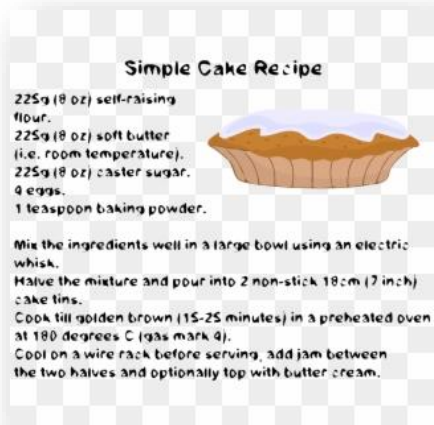 Simple Cake Recipe
225g (8 oz) self-raising
flour.
225g (8 oz) soft butter
(i.e. room temperature).
225g (8 oz) caster sugar.
4 eggs.
1 teaspoon baking powder.
Mix the ingredients well in a large bowl using an electric
whisk.
Halve the mixture and pour into 2 non-stick 18cm (7 inch)
cake tins.
Cook till golden brown (15-25 minutes) in a preheated oven
at 180 degrees C (gas mark 4).
Cool on a wire rack before serving, add jam between
the two halves and optionally top with butter cream.